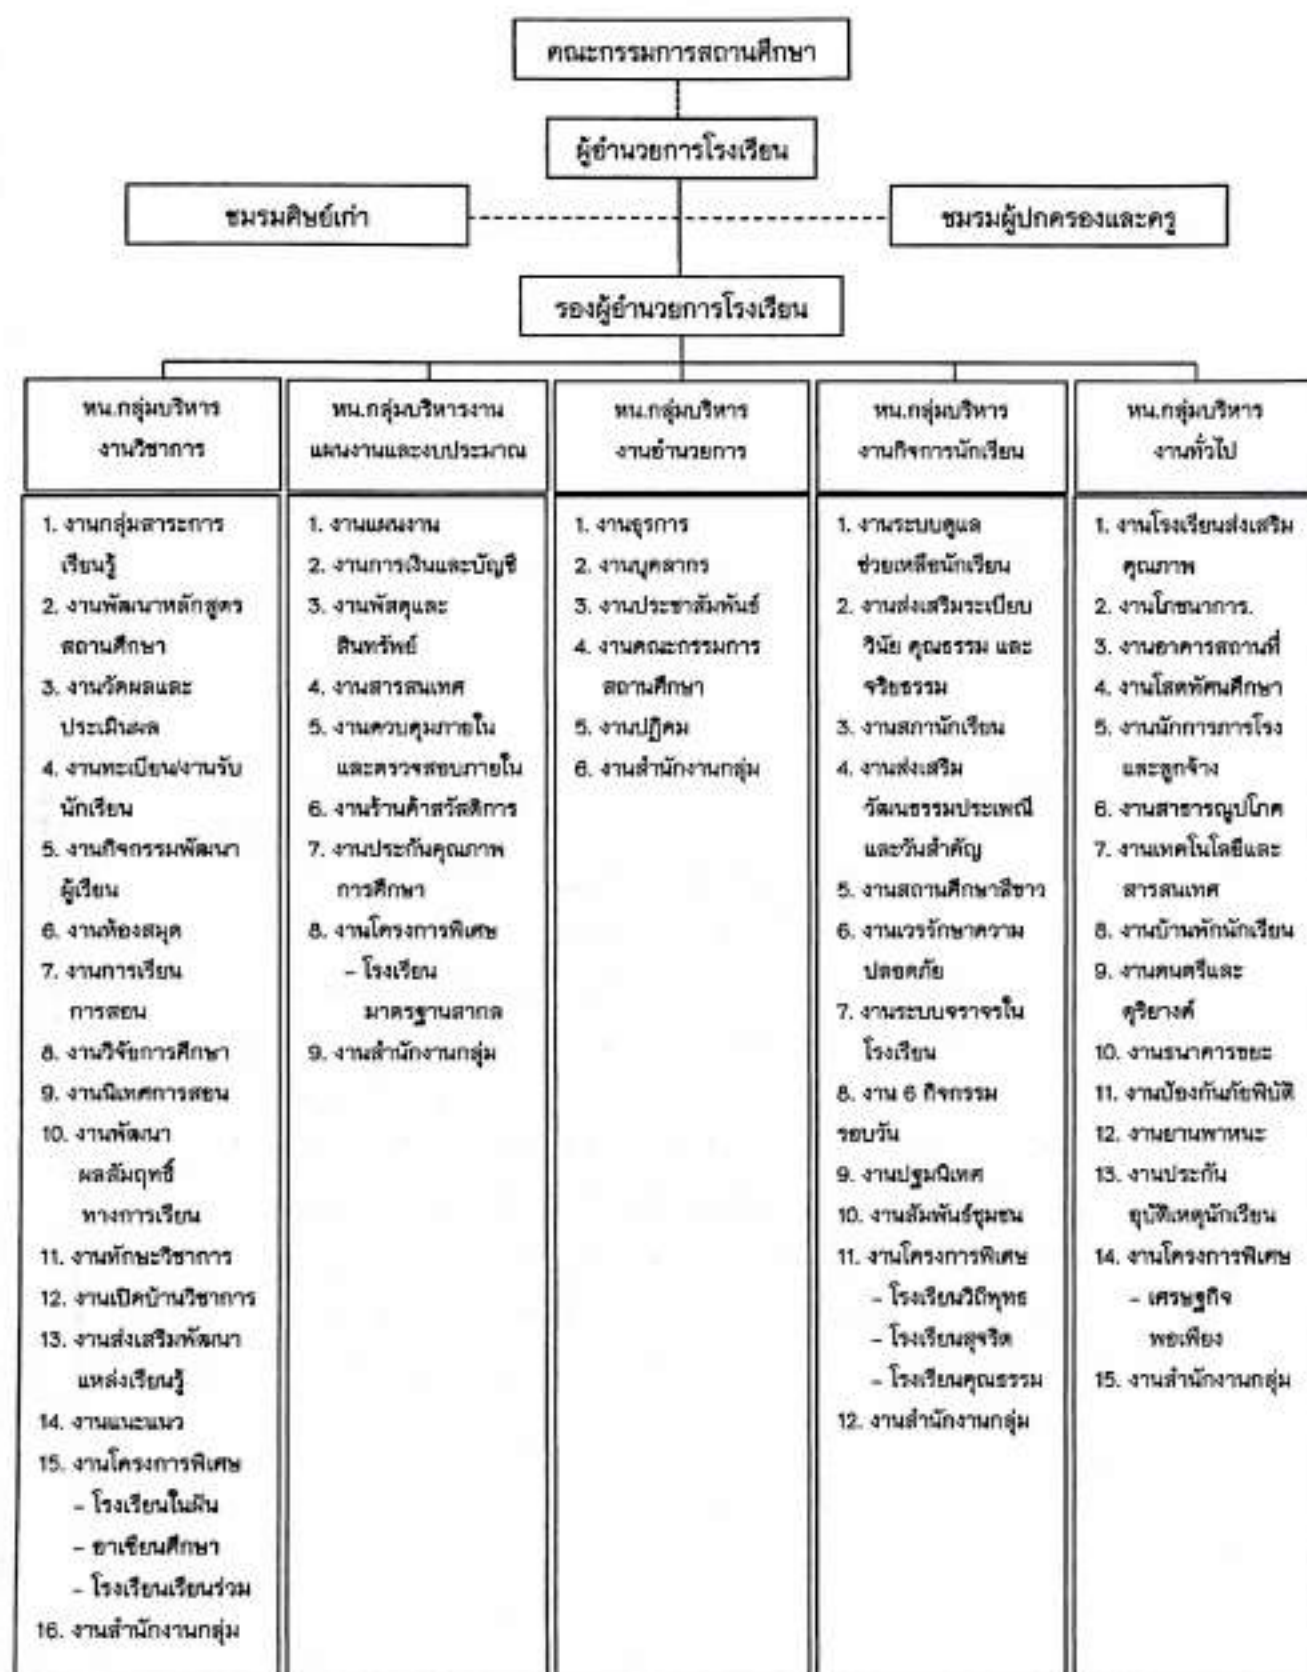 คณะกรรมการสถานศึกษา
ผู้อำนวยการโรงเรียน
ชมรมศิษย์เก่า
ชมรมผู้ปกครองและครู
รองผู้อำนวยการโรงเรียน
หน.กลุ่มบริหาร
งานวิชาการ
1. งานกลุ่มสาระการ
เรียนรู้
2. งานพัฒนาหลักสูตร
สถานศึกษา
3. งานวัดผลและ
ประเมินผล
4. งานทะเบียน/งานรับ
นักเรียน
5. งานกิจกรรมพัฒนา
ผู้เรียน
6. งานห้องสมุด
7. งานการเรียน
การสอน
8. งานวิจัยการศึกษา
9. งานนิเทศการสอน
10. งานพัฒนา
ผลสัมฤทธิ์
ทางการเรียน
11. งานทักษะวิชาการ
12. งานเปิดบ้านวิชาการ
13. งานส่งเสริมพัฒนา
แหล่งเรียนรู้
14. งานแนะแนว
15. งานโครงการพิเศษ
- โรงเรียนในฝัน
- อาเซียนศึกษา
- โรงเรียนเรียนร่วม
16. งานสำนักงานกลุ่ม
หน.กลุ่มบริหารงาน
แผนงานและงบประมาณ
1. งานแผนงาน
2. งานการเงินและบัญชี
3. งานพัสดุและ
สินทรัพย์
4. งานสารสนเทศ
5. งานควบคุมภายใน
และตรวจสอบภายใน
6. งานร้านค้าสวัสดิการ
7. งานประกันคุณภาพ
การศึกษา
8. งานโครงการพิเศษ
- โรงเรียน
มาตรฐานสากล
9. งานสำนักงานกลุ่ม
หน.กลุ่มบริหาร
งานอำนวยการ
1. งานธุรการ
2. งานบุคลากร
3. งานประชาสัมพันธ์
4. งานคณะกรรมการ
สถานศึกษา
5. งานปฏิคม
6. งานสำนักงานกลุ่ม
หน.กลุ่มบริหาร
งานกิจการนักเรียน
1. งานระบบดูแล
ช่วยเหลือนักเรียน
2. งานส่งเสริมระเบียบ
วินัย คุณธรรม และ
จริยธรรม
3. งานสภานักเรียน
4. งานส่งเสริม
วัฒนธรรมประเพณี
และวันสำคัญ
5. งานสถานศึกษาสีขาว
6. งานเวรรักษาความ
ปลอดภัย
7. งานระบบจราจรใน
โรงเรียน
8. งาน 6 กิจกรรม
รอบวัน
9. งานปฐมนิเทศ
10. งานสัมพันธ์ชุมชน
11. งานโครงการพิเศษ
- โรงเรียนวิถีพุทธ
- โรงเรียนสุจริต
- โรงเรียนคุณธรรม
12. งานสำนักงานกลุ่ม
หน.กลุ่มบริหาร
งานทั่วไป
1. งานโรงเรียนส่งเสริม
คุณภาพ
2. งานโภชนาการ.
3. งานอาคารสถานที่
4. งานโสตทัศนศึกษา
5. งานนักการภารโรง
และลูกจ้าง
6. งานสาธารณูปโภค
7. งานเทคโนโลยีและ
สารสนเทศ
8. งานบ้านพักนักเรียน
9. งานดนตรีและ
ดุริยางค์
10. งานธนาคารขยะ
11. งานป้องกันภัยพิบัติ
12. งานยานพาหนะ
13. งานประกัน
อุบัติเหตุนักเรียน
14. งานโครงการพิเศษ
- เศรษฐกิจ
พอเพียง
15. งานสำนักงานกลุ่ม